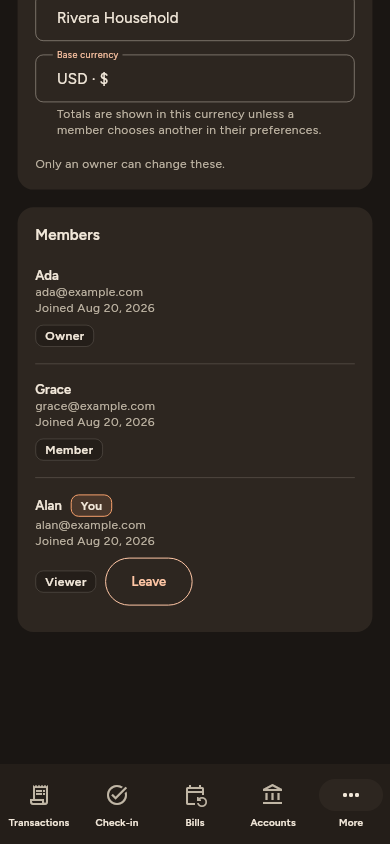 Rivera Household
Base currency
USD · $
Totals are shown in this currency unless a
member chooses another in their preferences.
Only an owner can change these.
Members
Ada
ada@example.com
Joined Aug 20, 2026
Owner
Grace
grace@example.com
Joined Aug 20, 2026
Member
Alan You
alan@example.com
Joined Aug 20, 2026
Viewer Leave
Transactions Check-in Bills Accounts More